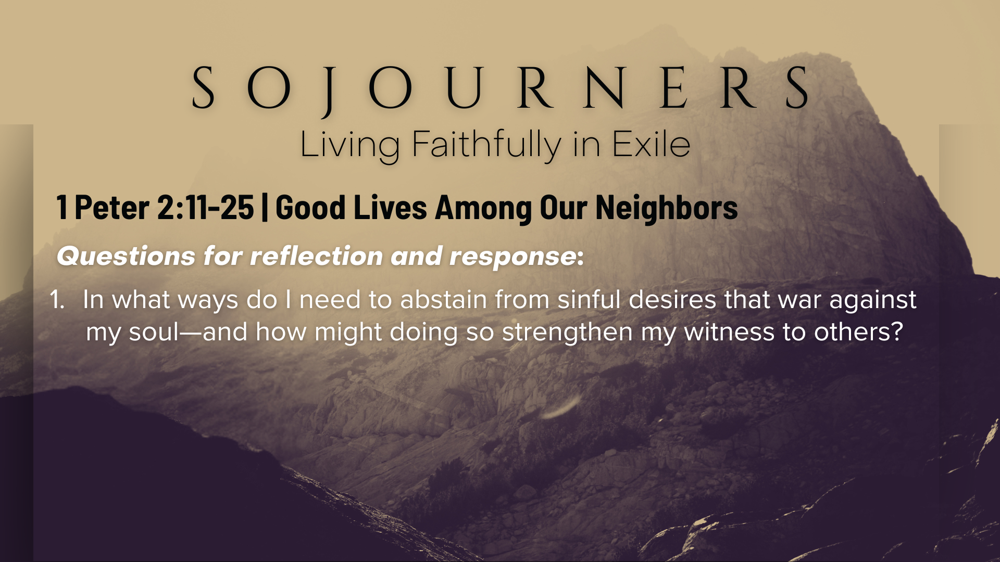 SOJOURNERS
Living Faithfully in Exile
1 Peter 2:11-25 | Good Lives Among Our Neighbors
Questions for reflection and response:
1. In what ways do I need to abstain from sinful desires that war against
my soul—and how might doing so strengthen my witness to others?